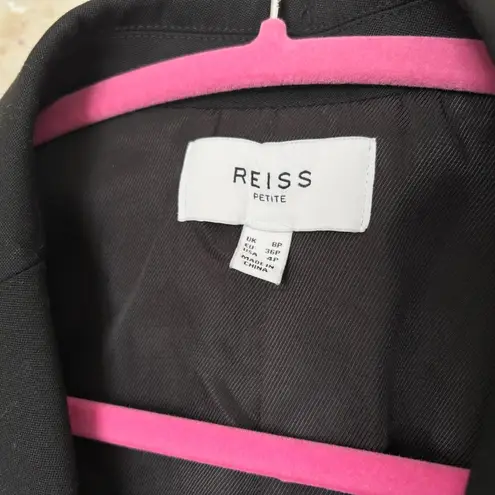 REISS
PETITE
UK 8P
EU 36P
USA 4P
MADE IN
CHINA